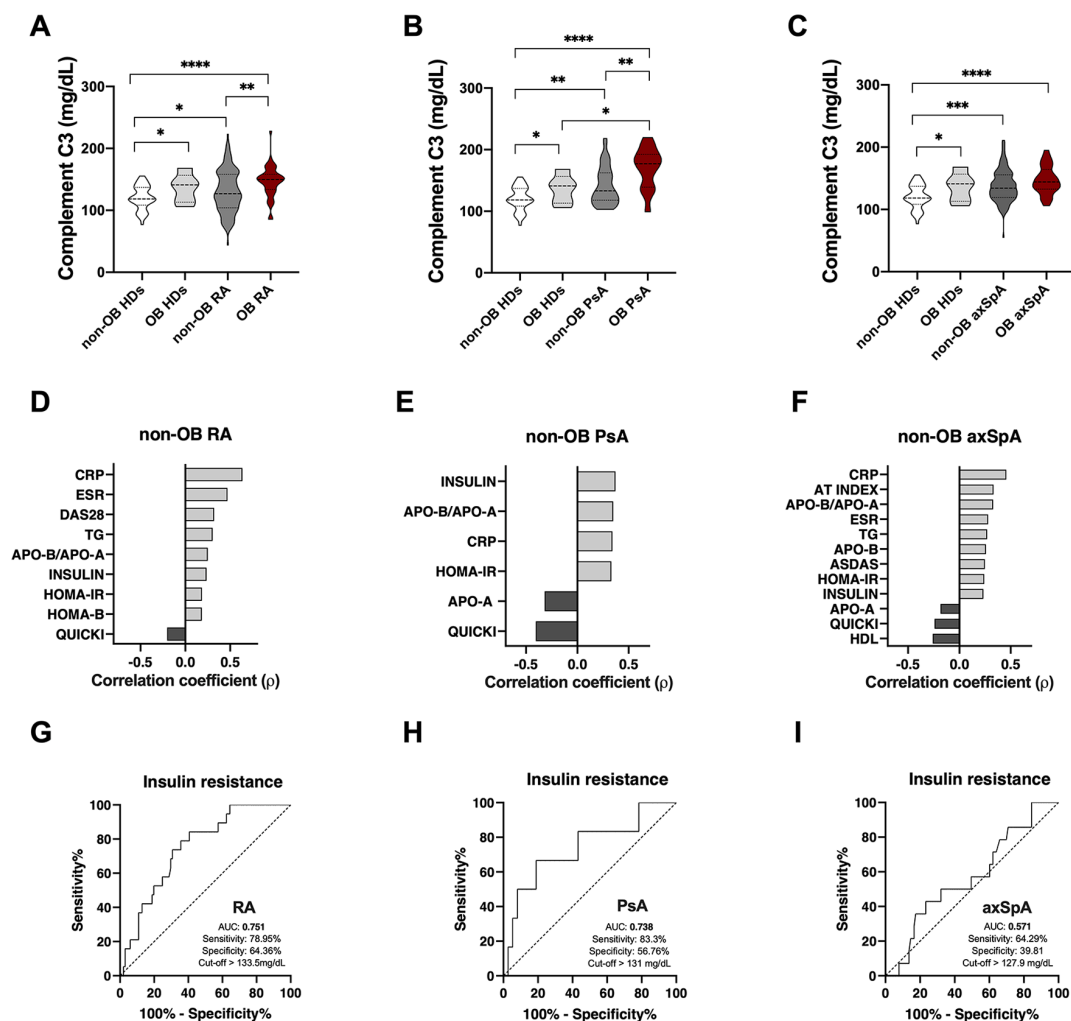 A
B
C
Complement C3 (mg/dL)
300
200
100
0
****
**
*
*
non-OB HDs
OB HDs
non-OB RA
OB RA
Complement C3 (mg/dL)
300
200
100
0
****
**
**
*
*
non-OB HDs
OB HDs
non-OB PsA
OB PsA
Complement C3 (mg/dL)
300
200
100
0
****
***
*
non-OB HDs
OB HDs
non-OB axSpA
OB axSpA
D
E
F
non-OB RA
CRP
ESR
DAS28
TG
APO-B/APO-A
INSULIN
HOMA-IR
HOMA-B
QUICKI
-0.5
0.0
0.5
Correlation coefficient (ρ)
non-OB PsA
INSULIN
APO-B/APO-A
CRP
HOMA-IR
APO-A
QUICKI
-0.5
0.0
0.5
Correlation coefficient (ρ)
non-OB axSpA
CRP
AT INDEX
APO-B/APO-A
ESR
TG
APO-B
ASDAS
HOMA-IR
INSULIN
APO-A
QUICKI
HDL
-0.5
0.0
0.5
Correlation coefficient (ρ)
G
H
I
Insulin resistance
Sensitivity%
100
80
60
40
20
0
RA
AUC: 0.751
Sensitivity: 78.95%
Specificity: 64.36%
Cut-off > 133.5mg/dL
0 20 40 60 80 100
100% - Specificity%
Insulin resistance
Sensitivity%
100
80
60
40
20
0
PsA
AUC: 0.738
Sensitivity: 83.3%
Specificity: 56.76%
Cut-off > 131 mg/dL
0 20 40 60 80 100
100% - Specificity%
Insulin resistance
Sensitivity%
100
80
60
40
20
0
axSpA
AUC: 0.571
Sensitivity: 64.29%
Specificity: 39.81
Cut-off > 127.9 mg/dL
0 20 40 60 80 100
100% - Specificity%